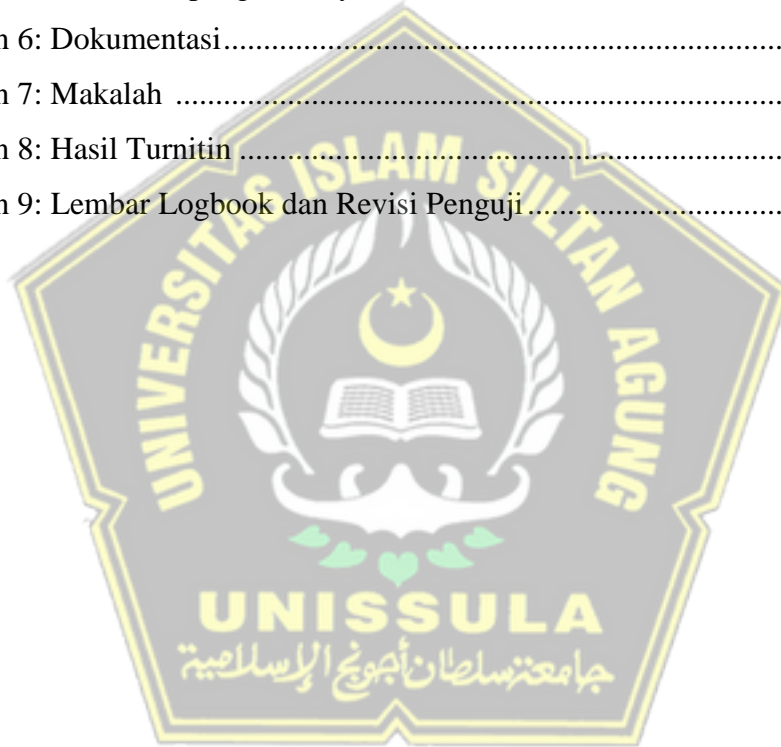 n 6: Dokumentasi
n 7: Makalah
n 8: Hasil Turnitin
n 9: Lembar Logbook dan Revisi Penguji
UNIVERSITAS ISLAM SULTAN AGUNG
UNISSULA
جامعة سلطان أجونج الإسلامية